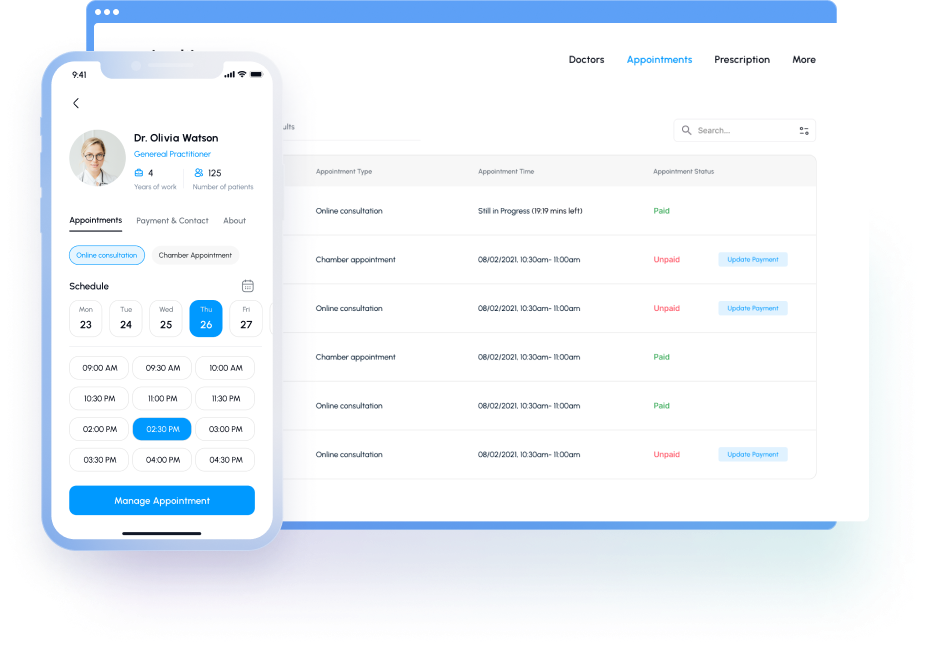 Doctors Appointments Prescription More
Search...
Appointment Type Appointment Time Appointment Status
Online consultation Still in Progress (19:19 mins left) Paid
Chamber appointment 08/02/2021, 10:30am- 11:00am Unpaid Update Payment
Online consultation 08/02/2021, 10:30am- 11:00am Unpaid Update Payment
Chamber appointment 08/02/2021, 10:30am- 11:00am Paid
Online consultation 08/02/2021, 10:30am- 11:00am Paid
Online consultation 08/02/2021, 10:30am- 11:00am Unpaid Update Payment
9:41
Dr. Olivia Watson
Genereal Practitioner
4 125
Years of work Number of patients
Appointments Payment & Contact About
Online consultation Chamber Appointment
Schedule
Mon Tue Wed Thu Fri
23 24 25 26 27
09:00 AM 09:30 AM 10:00 AM
10:30 PM 11:00 PM 11:30 PM
02:00 PM 02:30 PM 03:00 PM
03:30 PM 04:00 PM 04:30 PM
Manage Appointment